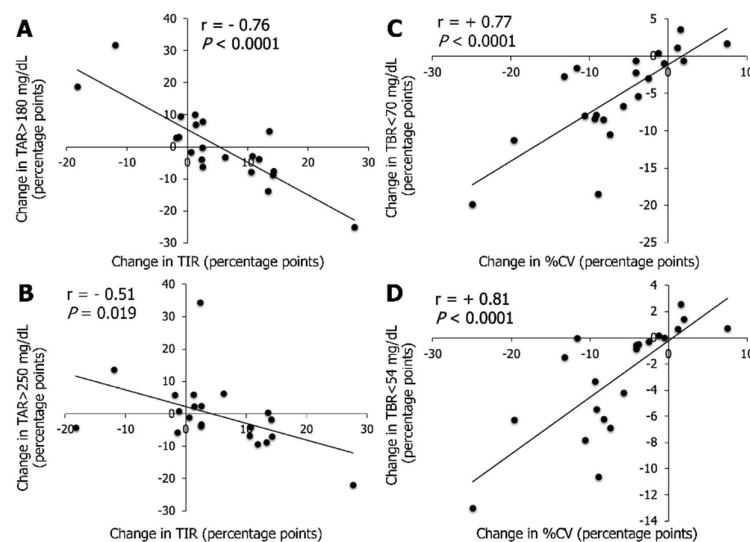 A
r = - 0.76
P < 0.0001
Change in TAR>180 mg/dL
(percentage points)
40
30
20
10
0
-10
-20
-30
-20
-10
0
10
20
30
Change in TIR (percentage points)
B
r = - 0.51
P = 0.019
Change in TAR>250 mg/dL
(percentage points)
40
30
20
10
0
-10
-20
-30
-20
-10
0
10
20
30
Change in TIR (percentage points)
C
r = + 0.77
P < 0.0001
Change in TBR<70 mg/dL
(percentage points)
5
0
-5
-10
-15
-20
-25
-30
-20
-10
0
10
Change in %CV (percentage points)
D
r = + 0.81
P < 0.0001
Change in TBR<54 mg/dL
(percentage points)
4
2
0
-2
-4
-6
-8
-10
-12
-14
-30
-20
-10
0
10
Change in %CV (percentage points)